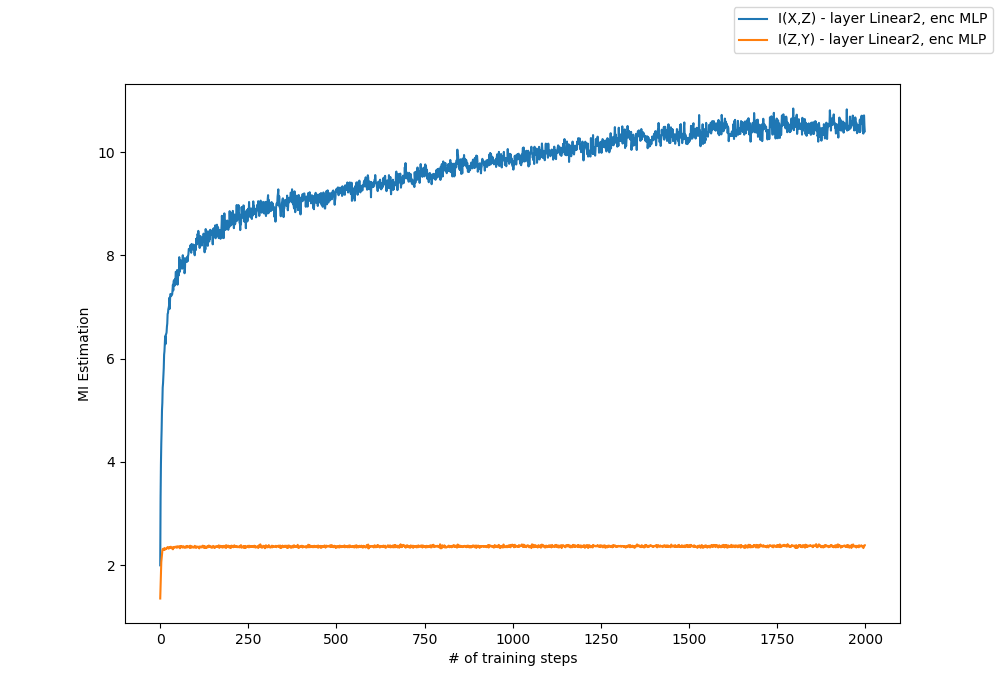 I(X,Z) - layer Linear2, enc MLP
I(Z,Y) - layer Linear2, enc MLP
10
8
6
4
2
MI Estimation
0 250 500 750 1000 1250 1500 1750 2000
# of training steps